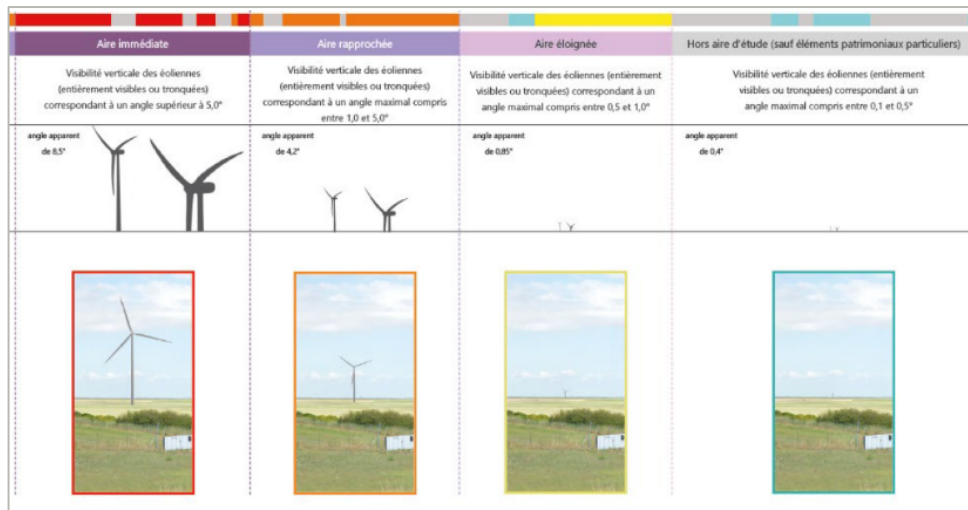 Aire immédiate
Aire rapprochée
Aire éloignée
Hors aire d'étude (sauf éléments patrimoniaux particuliers)
Visibilité verticale des éoliennes
(entièrement visibles ou tronquées)
correspondant à un angle supérieur à 5,0°
Visibilité verticale des éoliennes
(entièrement visibles ou tronquées)
correspondant à un angle maximal compris
entre 1,0 et 5,0°
Visibilité verticale des éoliennes (entièrement
visibles ou tronquées) correspondant à un
angle maximal compris entre 0,5 et 1,0°
Visibilité verticale des éoliennes (entièrement
visibles ou tronquées) correspondant à un
angle maximal compris entre 0,1 et 0,5°
angle apparent
de 8,5°
angle apparent
de 4,2°
angle apparent
de 0,85°
angle apparent
de 0,4°